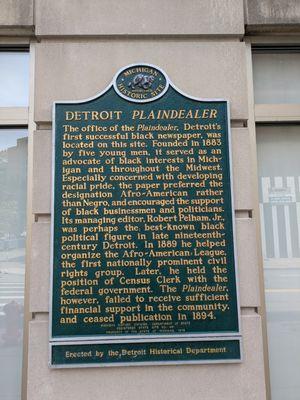 MICHIGAN
HISTORIC SITE
DETROIT PLAINDEALER
The office of the Plaindealer, Detroit's
first successful black newspaper, was
located on this site. Founded in 1883
by five young men, it served as an
advocate of black interests in Mich-
igan and throughout the Midwest.
Especially concerned with developing
racial pride, the paper preferred the
designation Afro-American rather
than Negro, and encouraged the support
of black businessmen and politicians.
Its managing editor, Robert Pelham, Jr.,
was perhaps the best-known black
political figure in late nineteenth-
century Detroit. In 1889 he helped
organize the Afro-American League,
the first nationally prominent civil
rights group. Later, he held the
position of Census Clerk with the
federal government. The Plaindealer,
however, failed to receive sufficient
financial support in the community,
and ceased publication in 1894.
Erected by the Detroit Historical Department